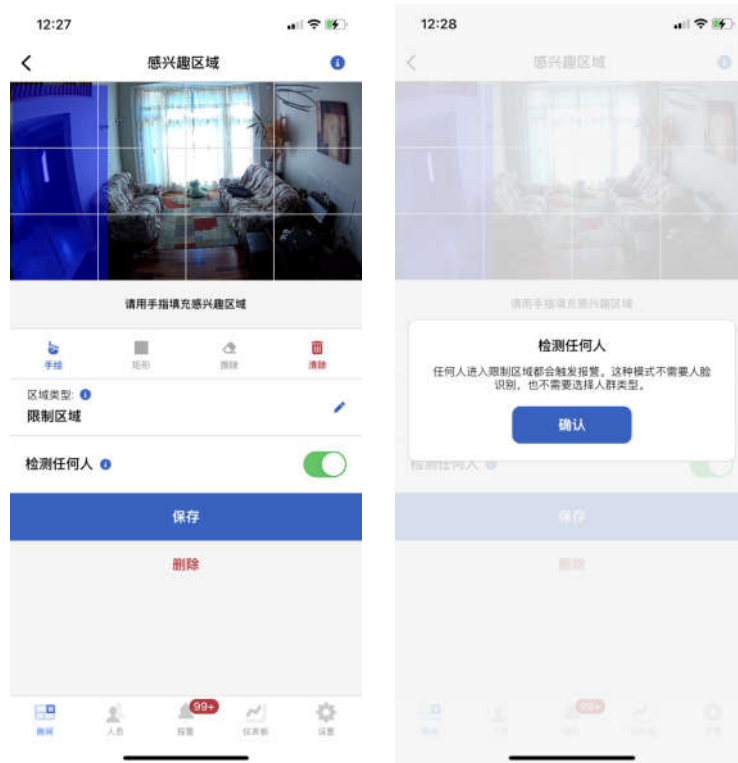 12:27
感兴趣区域
请用手指填充感兴趣区域
手绘
矩形
擦除
清除
区域类型:
限制区域
检测任何人
保存
删除
99+
房间
人员
报警
仪表板
设置
12:28
感兴趣区域
请用手指填充感兴趣区域
检测任何人
任何人进入限制区域都会触发报警。这种模式不需要人脸
识别，也不需要选择人群类型。
确认
检测任何人
保存
删除
99+